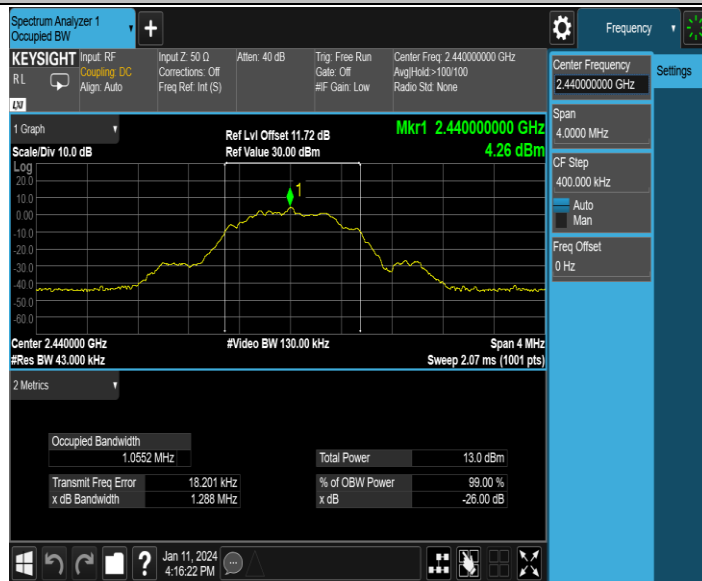 Spectrum Analyzer 1
Occupied BW
+
Frequency
KEYSIGHT
RL
LXI
Input: RF
Coupling: DC
Align: Auto
Input Z: 50 Ω
Corrections: Off
Freq Ref: Int (S)
Atten: 40 dB
Trig: Free Run
Gate: Off
#IF Gain: Low
Center Freq: 2.440000000 GHz
Avg|Hold:>100/100
Radio Std: None
Center Frequency
2.440000000 GHz
Settings
Span
4.0000 MHz
CF Step
400.000 kHz
Auto
Man
Freq Offset
0 Hz
1 Graph
Scale/Div 10.0 dB
Ref Lvl Offset 11.72 dB
Ref Value 30.00 dBm
Mkr1 2.440000000 GHz
4.26 dBm
Log
20.0
10.0
0.00
-10.0
-20.0
-30.0
-40.0
-50.0
-60.0
1
Center 2.440000 GHz
#Res BW 43.000 kHz
#Video BW 130.00 kHz
Span 4 MHz
Sweep 2.07 ms (1001 pts)
2 Metrics
Occupied Bandwidth
1.0552 MHz
Total Power 13.0 dBm
Transmit Freq Error 18.201 kHz
x dB Bandwidth 1.288 MHz
% of OBW Power 99.00 %
x dB -26.00 dB
?
Jan 11, 2024
4:16:22 PM